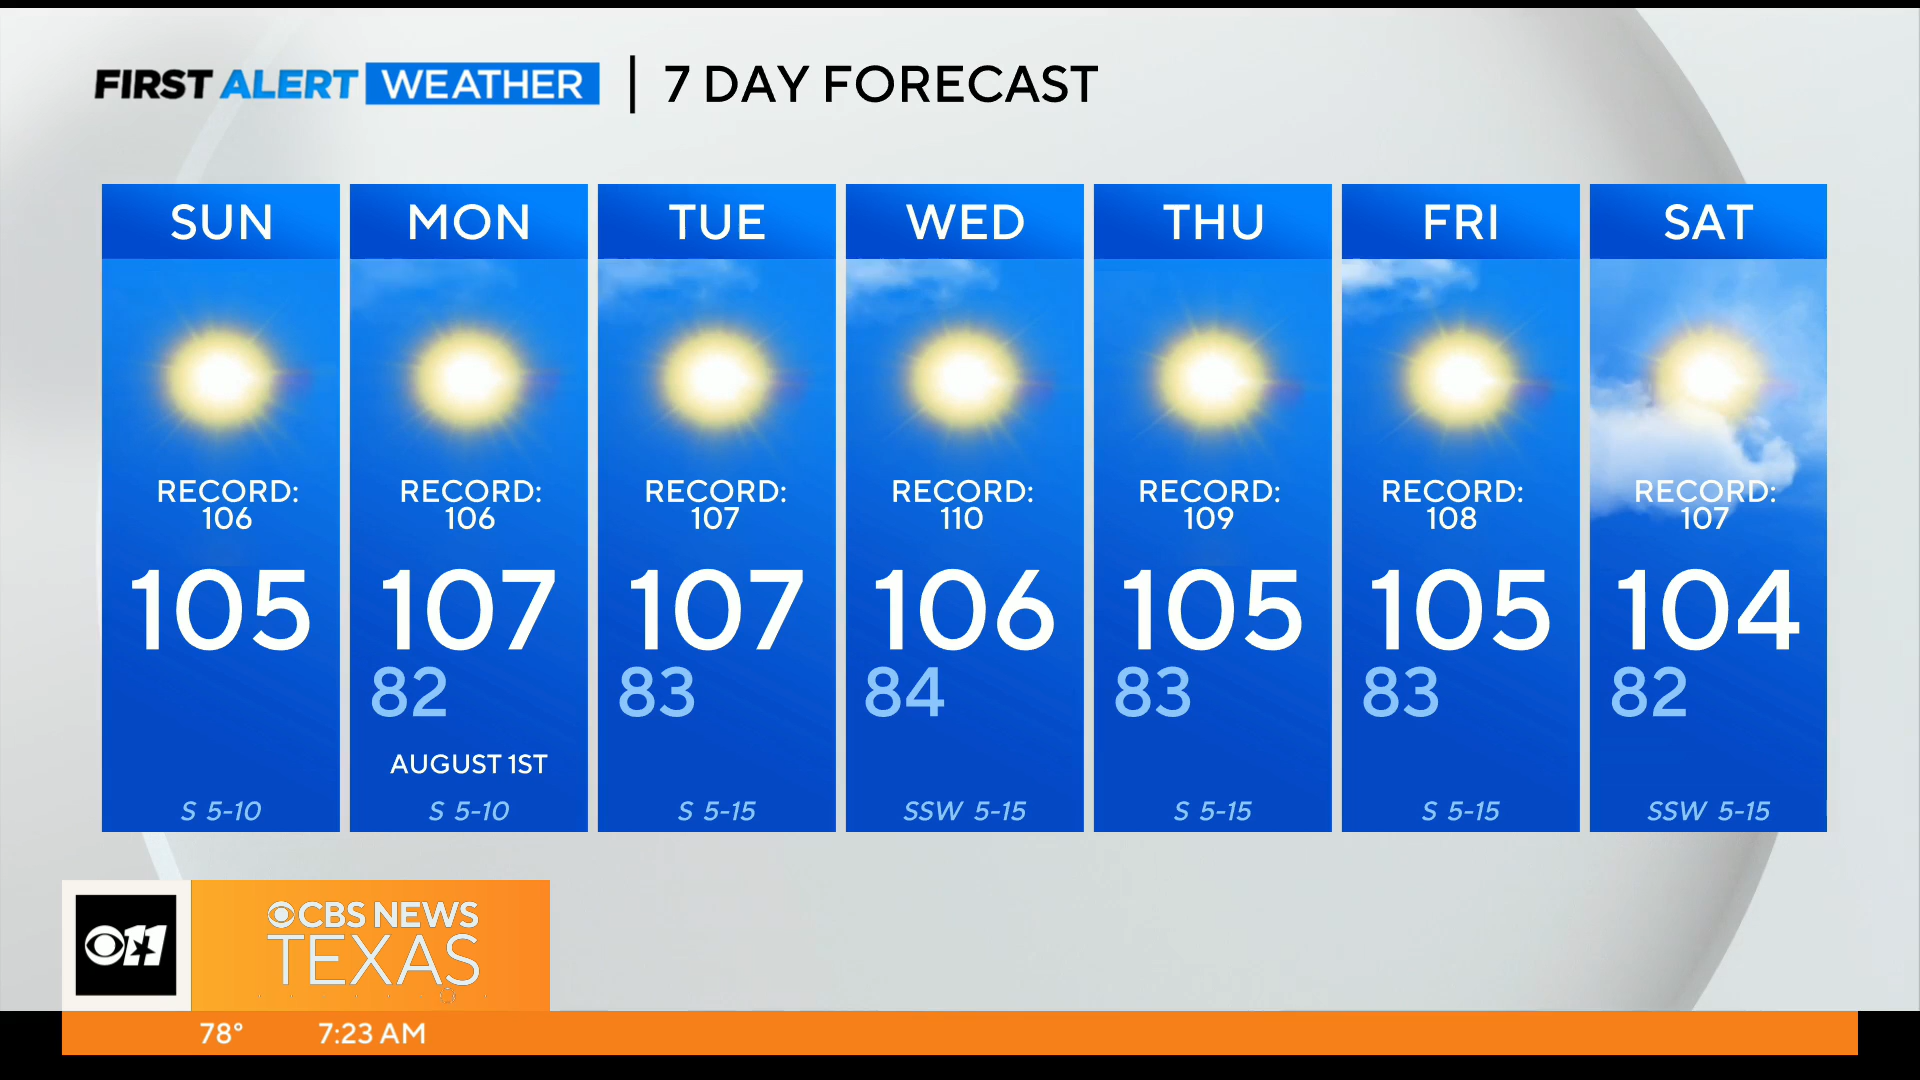 FIRST ALERT WEATHER | 7 DAY FORECAST
SUN
RECORD:
106
105
S 5-10
MON
RECORD:
106
107
82
AUGUST 1ST
S 5-10
TUE
RECORD:
107
107
83
S 5-15
WED
RECORD:
110
106
84
SSW 5-15
THU
RECORD:
109
105
83
S 5-15
FRI
RECORD:
108
105
83
S 5-15
SAT
RECORD:
107
104
82
SSW 5-15
11
CBS NEWS
TEXAS
78° 7:23 AM